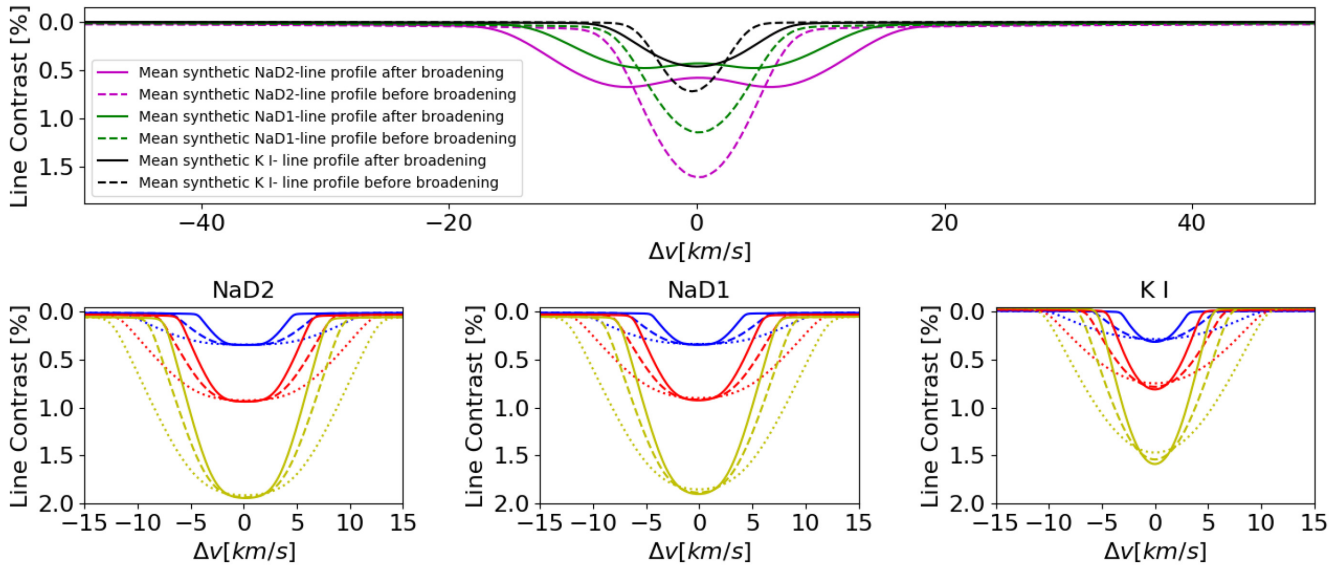 0.0
0.5
1.0
1.5
Line Contrast [%]
Mean synthetic NaD2-line profile after broadening
Mean synthetic NaD2-line profile before broadening
Mean synthetic NaD1-line profile after broadening
Mean synthetic NaD1-line profile before broadening
Mean synthetic K I- line profile after broadening
Mean synthetic K I- line profile before broadening
−40 −20 0 20 40
Δv[km/s]
NaD2
0.0
0.5
1.0
1.5
2.0
Line Contrast [%]
−15 −10 −5 0 5 10 15
Δv[km/s]
NaD1
0.0
0.5
1.0
1.5
2.0
Line Contrast [%]
−15 −10 −5 0 5 10 15
Δv[km/s]
K I
0.0
0.5
1.0
1.5
2.0
Line Contrast [%]
−15 −10 −5 0 5 10 15
Δv[km/s]